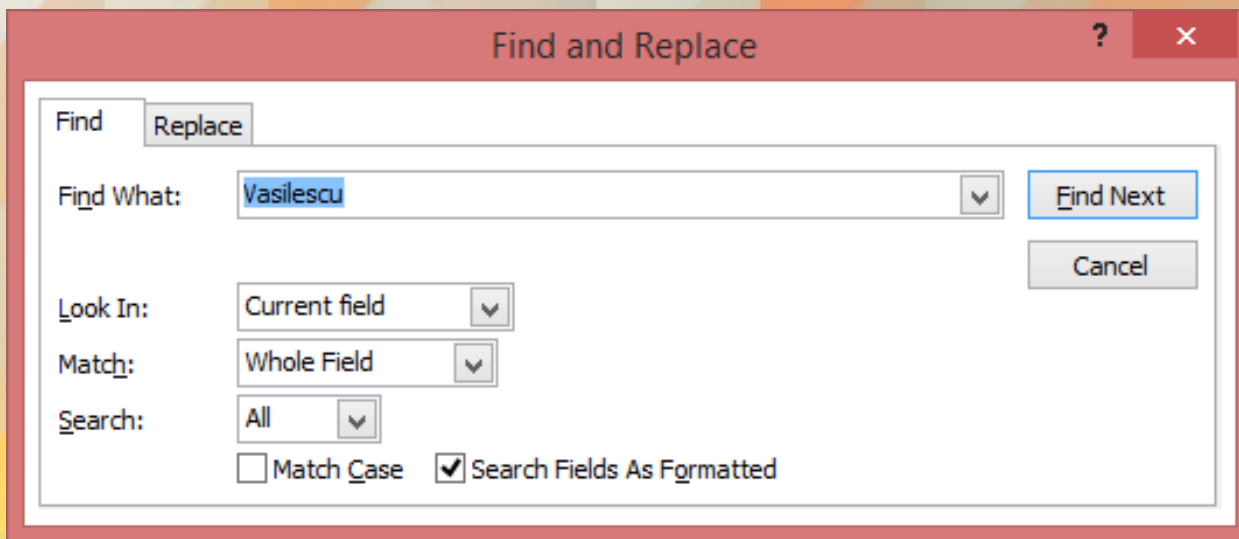 Find and Replace
?
Find
Replace
Find What:
Vasilescu
Find Next
Cancel
Look In:
Current field
Match:
Whole Field
Search:
All
Match Case
Search Fields As Formatted